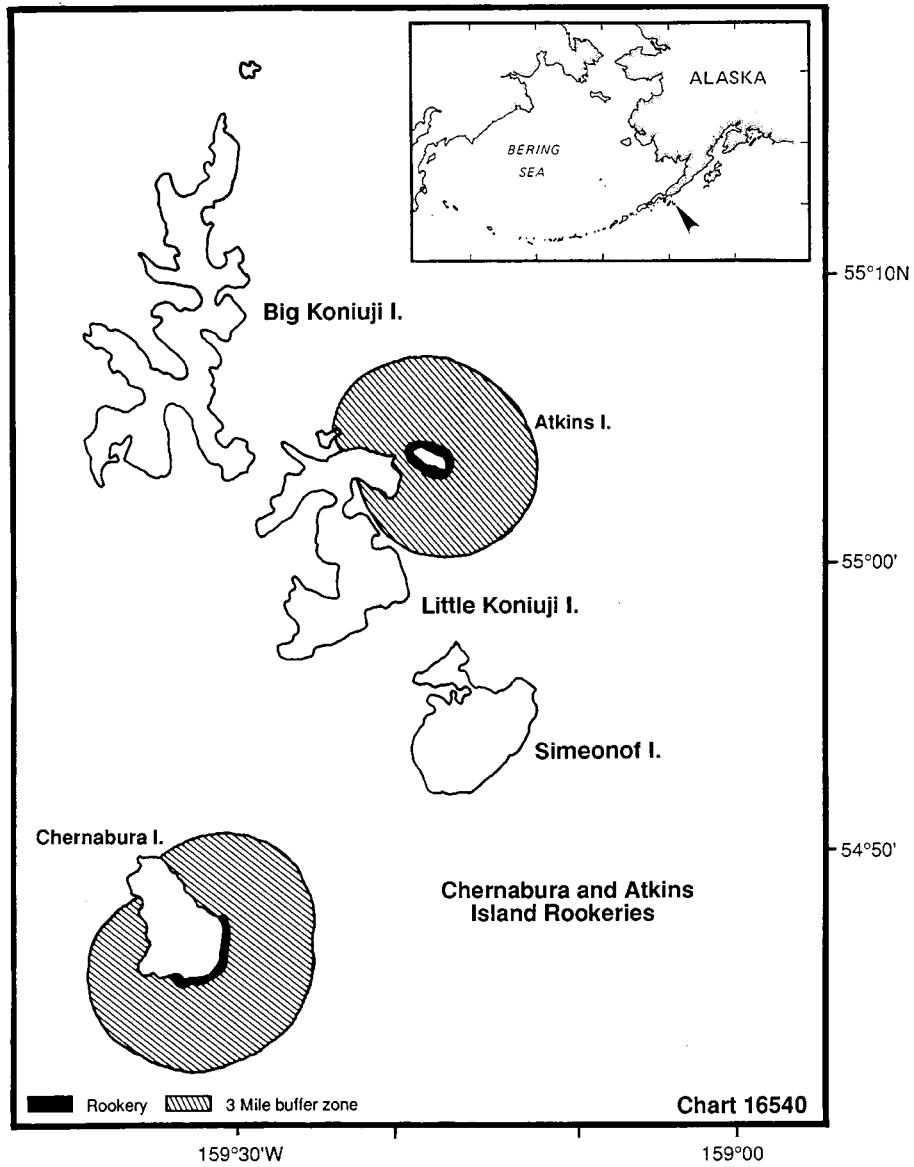 ALASKA
BERING
SEA
55°10N
Big Koniuji I.
Atkins I.
55°00'
Little Koniuji I.
Simeonof I.
Chernabura I.
54°50'
Chernabura and Atkins
Island Rookeries
Rookery
3 Mile buffer zone
Chart 16540
159°30'W
159°00